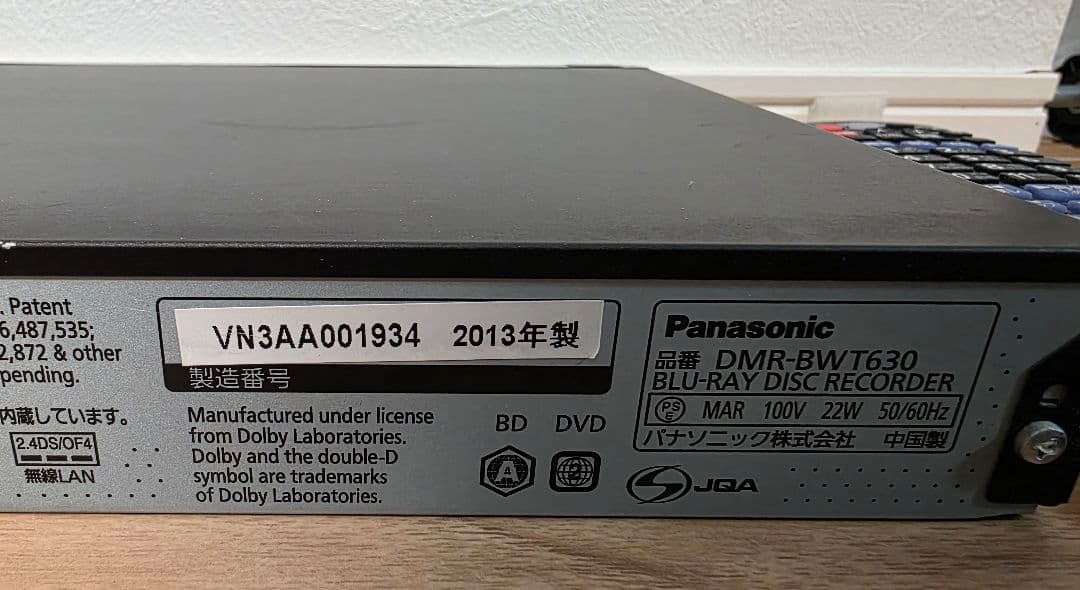 . Patent
6,487,535;
2,872 & other
pending.
内蔵しています。
2.4DS/OF4
無線LAN
VN3AA001934 2013年製
製造番号
Manufactured under license
from Dolby Laboratories.
Dolby and the double-D
symbol are trademarks
of Dolby Laboratories.
BD DVD
A 2
Panasonic
品番 DMR-BWT630
BLU-RAY DISC RECORDER
PS E MAR 100V 22W 50/60Hz
パナソニック株式会社 中国製
JQA